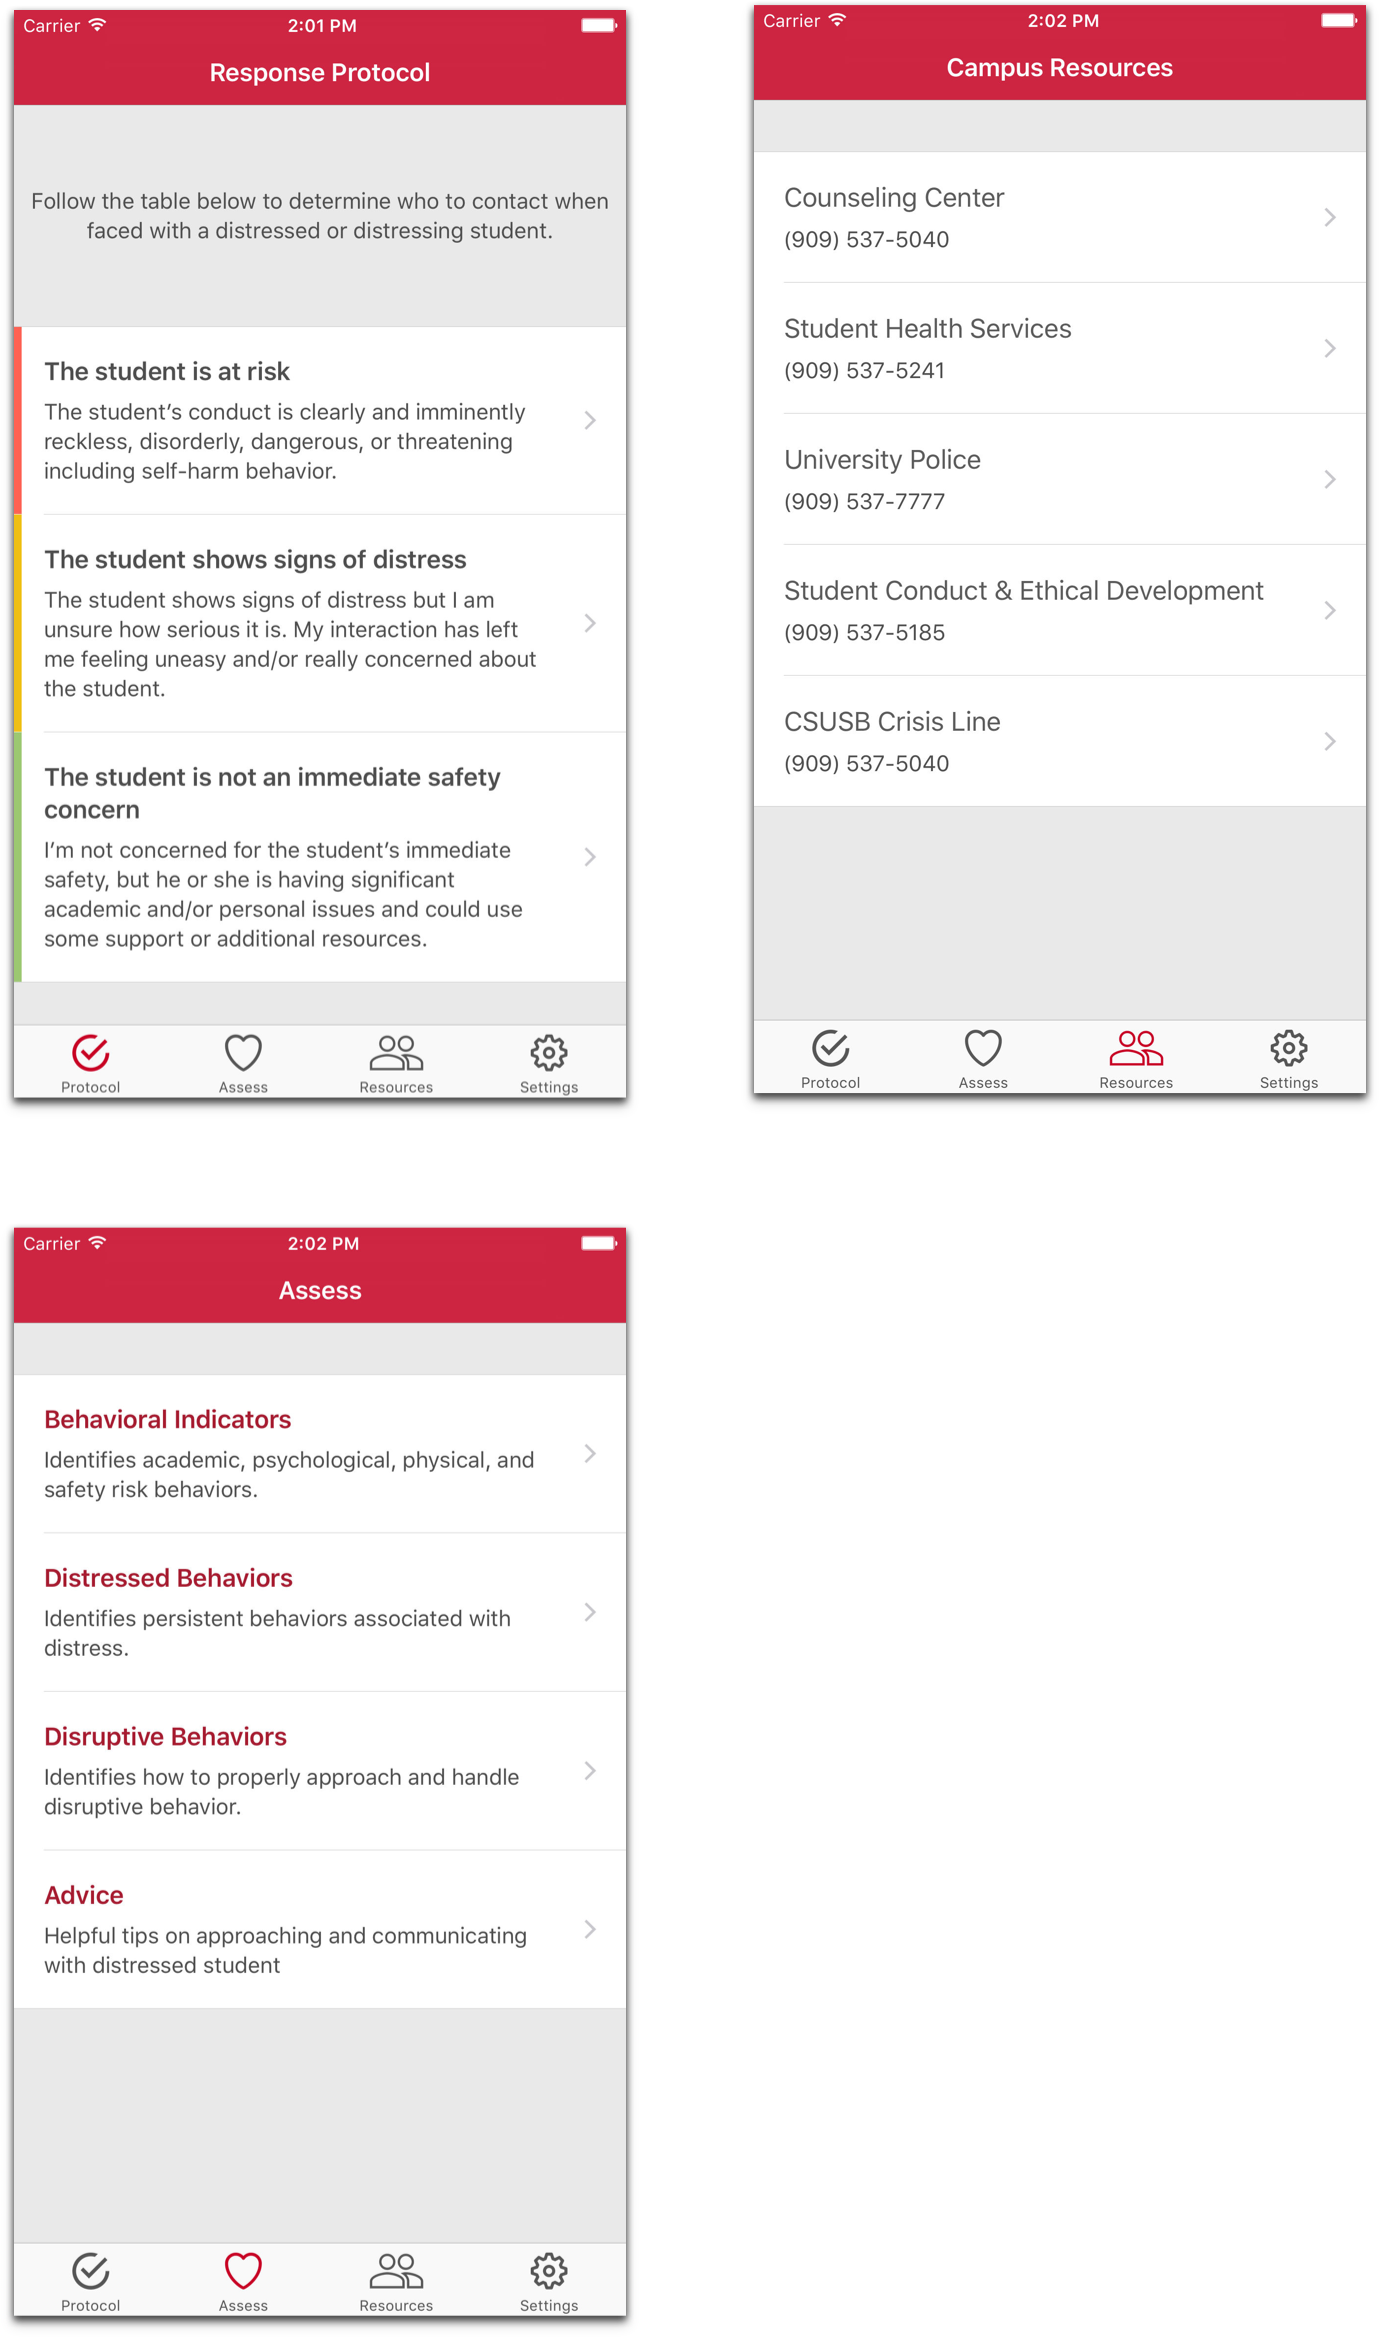 Carrier
2:01 PM
Response Protocol
Follow the table below to determine who to contact when
faced with a distressed or distressing student.
The student is at risk
The student’s conduct is clearly and imminently
reckless, disorderly, dangerous, or threatening
including self-harm behavior.
The student shows signs of distress
The student shows signs of distress but I am
unsure how serious it is. My interaction has left
me feeling uneasy and/or really concerned about
the student.
The student is not an immediate safety
concern
I’m not concerned for the student’s immediate
safety, but he or she is having significant
academic and/or personal issues and could use
some support or additional resources.
Protocol
Assess
Resources
Settings
Carrier
2:02 PM
Campus Resources
Counseling Center
(909) 537-5040
Student Health Services
(909) 537-5241
University Police
(909) 537-7777
Student Conduct & Ethical Development
(909) 537-5185
CSUSB Crisis Line
(909) 537-5040
Protocol
Assess
Resources
Settings
Carrier
2:02 PM
Assess
Behavioral Indicators
Identifies academic, psychological, physical, and
safety risk behaviors.
Distressed Behaviors
Identifies persistent behaviors associated with
distress.
Disruptive Behaviors
Identifies how to properly approach and handle
disruptive behavior.
Advice
Helpful tips on approaching and communicating
with distressed student
Protocol
Assess
Resources
Settings